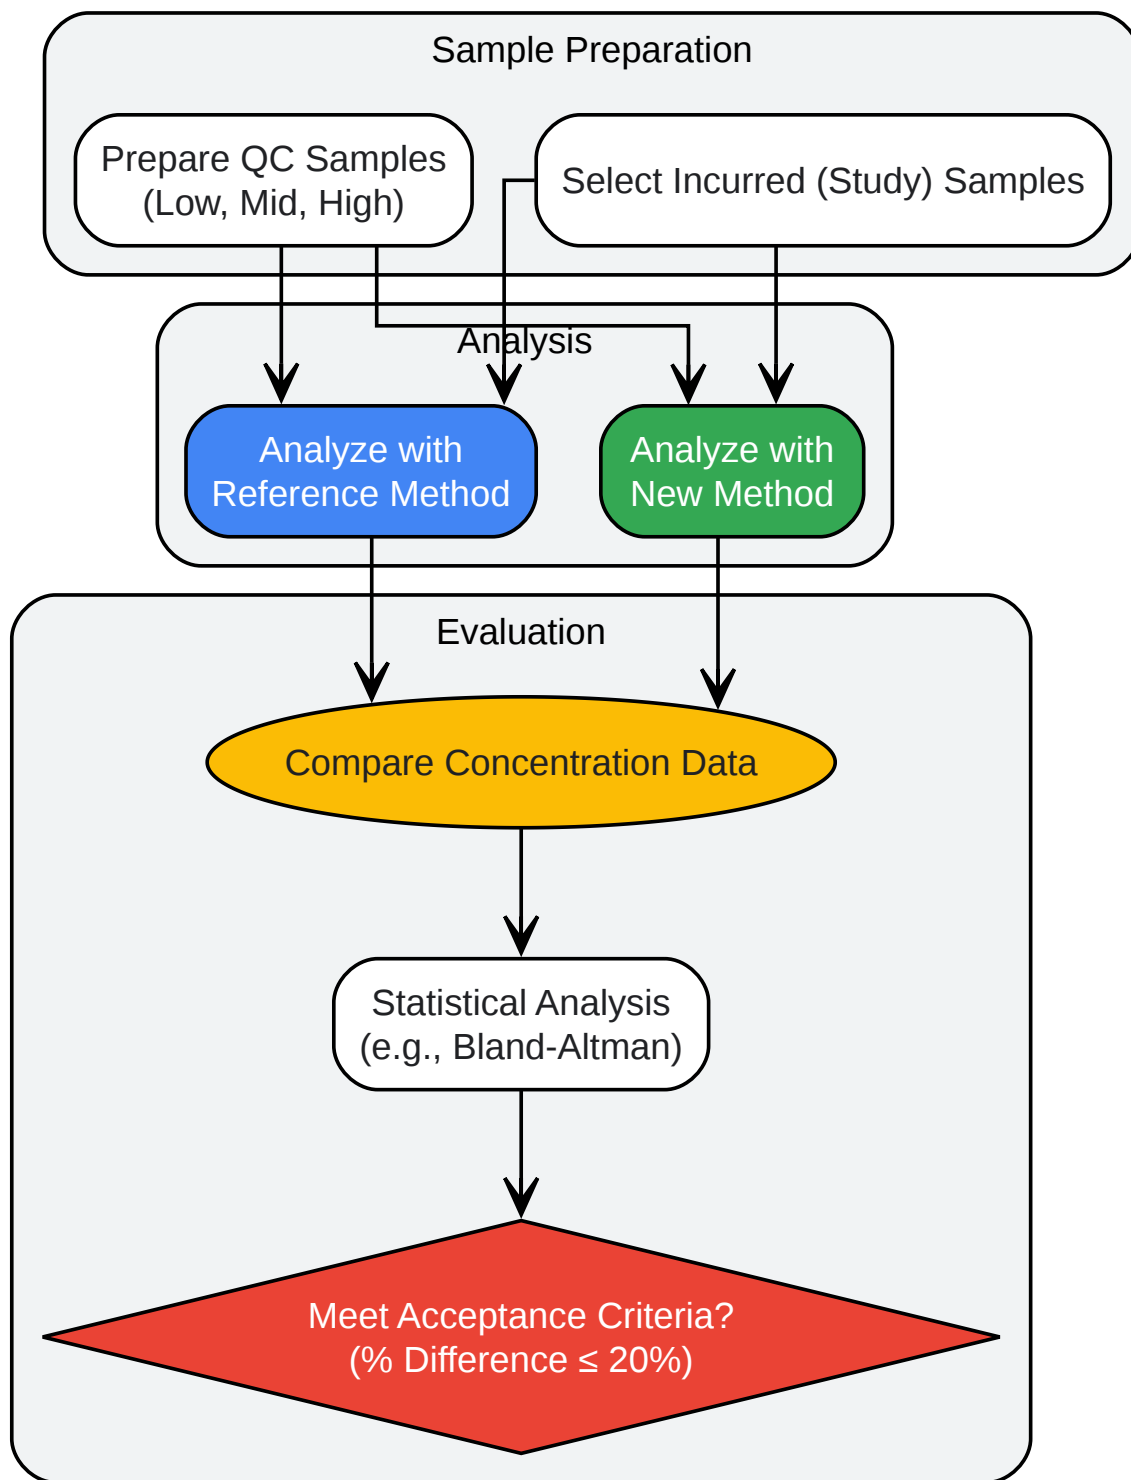 Sample Preparation
Prepare QC Samples
(Low, Mid, High)
Select Incurred (Study) Samples
Analysis
Analyze with
Reference Method
Analyze with
New Method
Evaluation
Compare Concentration Data
Statistical Analysis
(e.g., Bland-Altman)
Meet Acceptance Criteria?
(% Difference ≤ 20%)